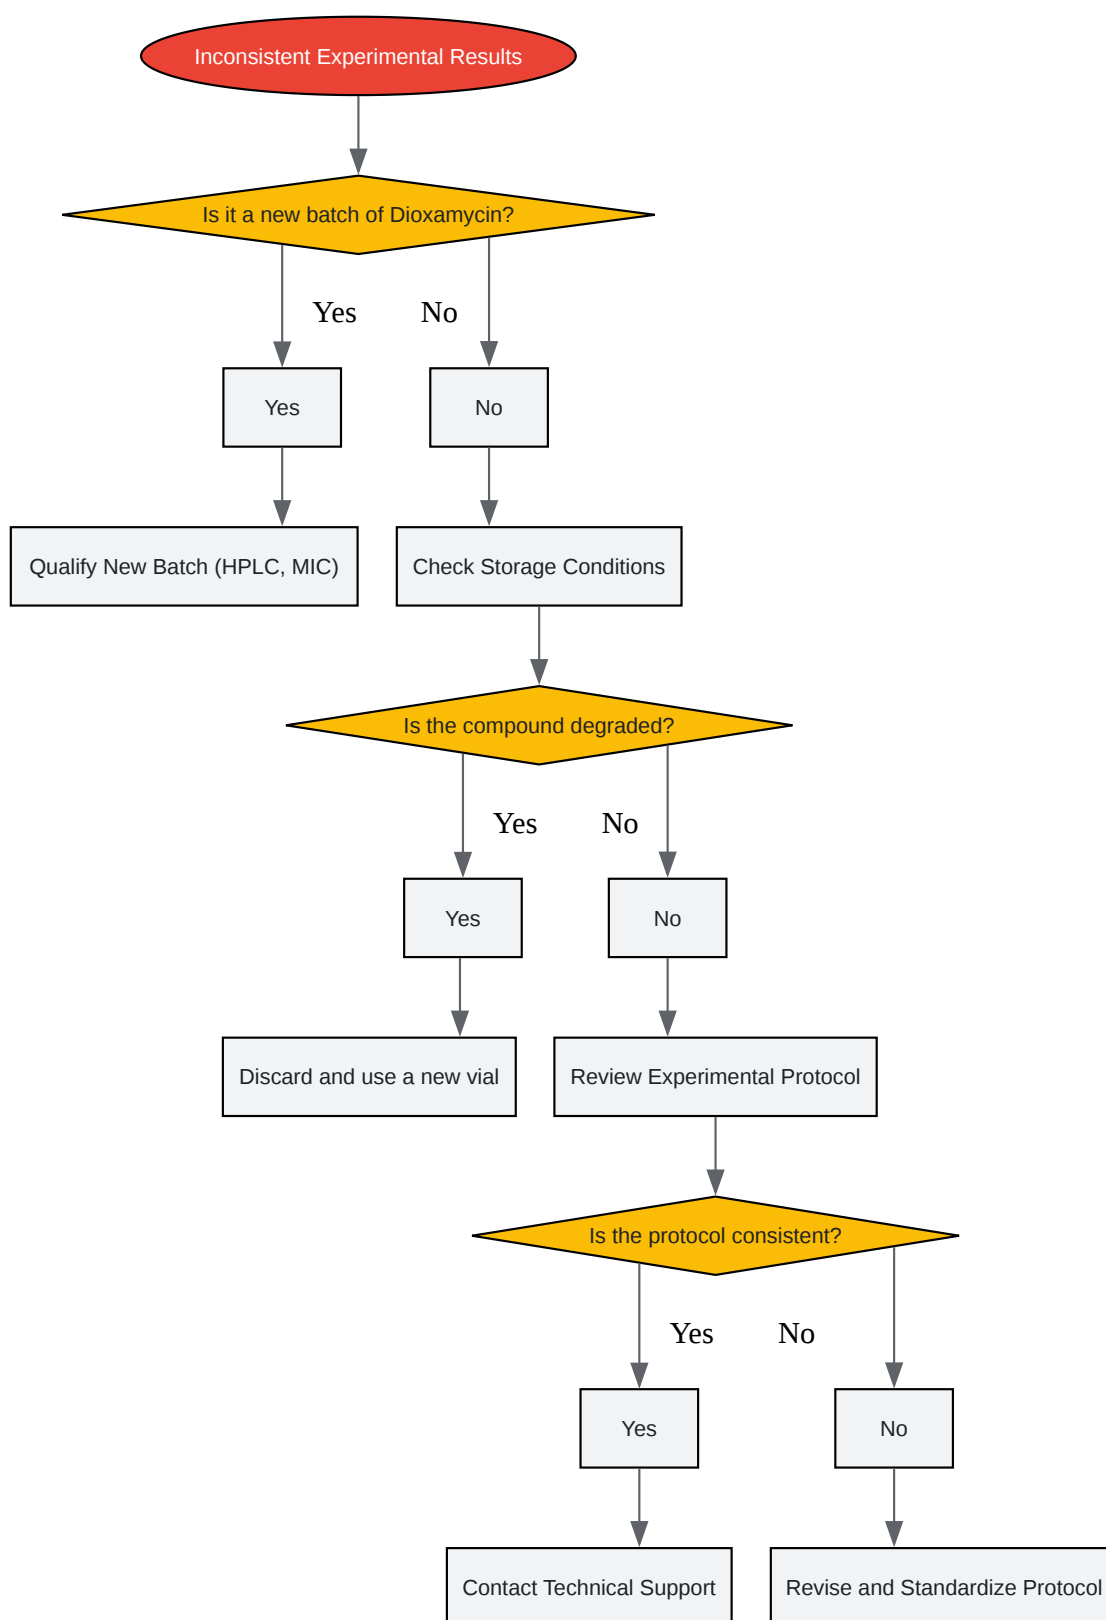 Inconsistent Experimental Results
Is it a new batch of Dioxamycin?
Yes
No
Yes
No
Qualify New Batch (HPLC, MIC)
Check Storage Conditions
Is the compound degraded?
Yes
No
Yes
No
Discard and use a new vial
Review Experimental Protocol
Is the protocol consistent?
Yes
No
Yes
No
Contact Technical Support
Revise and Standardize Protocol